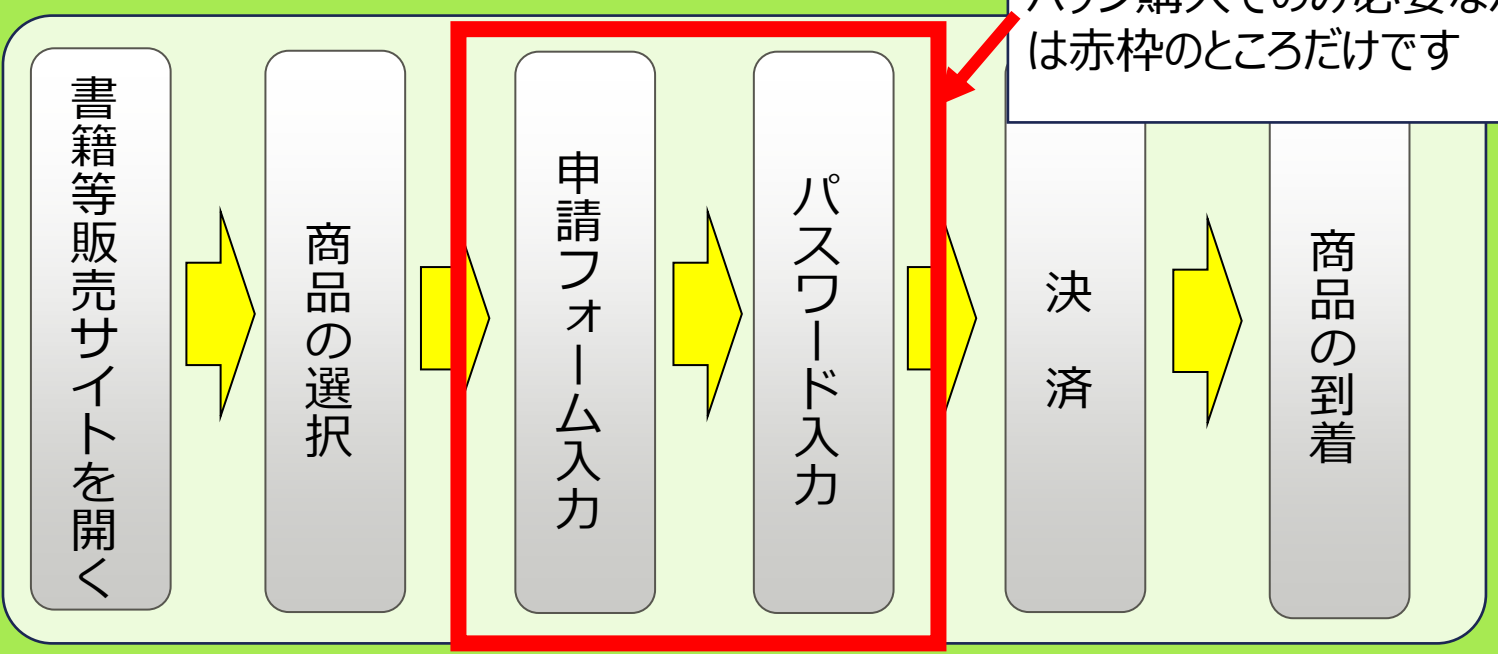 書籍等販売サイトを開く
商品の選択
申請フォーム入力
パスワード入力
決済
商品の到着
は赤枠のところだけです